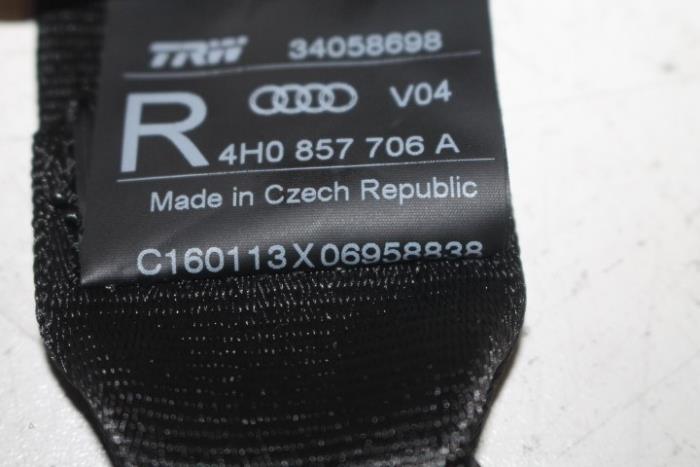 TRW 34058698
R V04
4H0 857 706 A
Made in Czech Republic
C160113X06958838